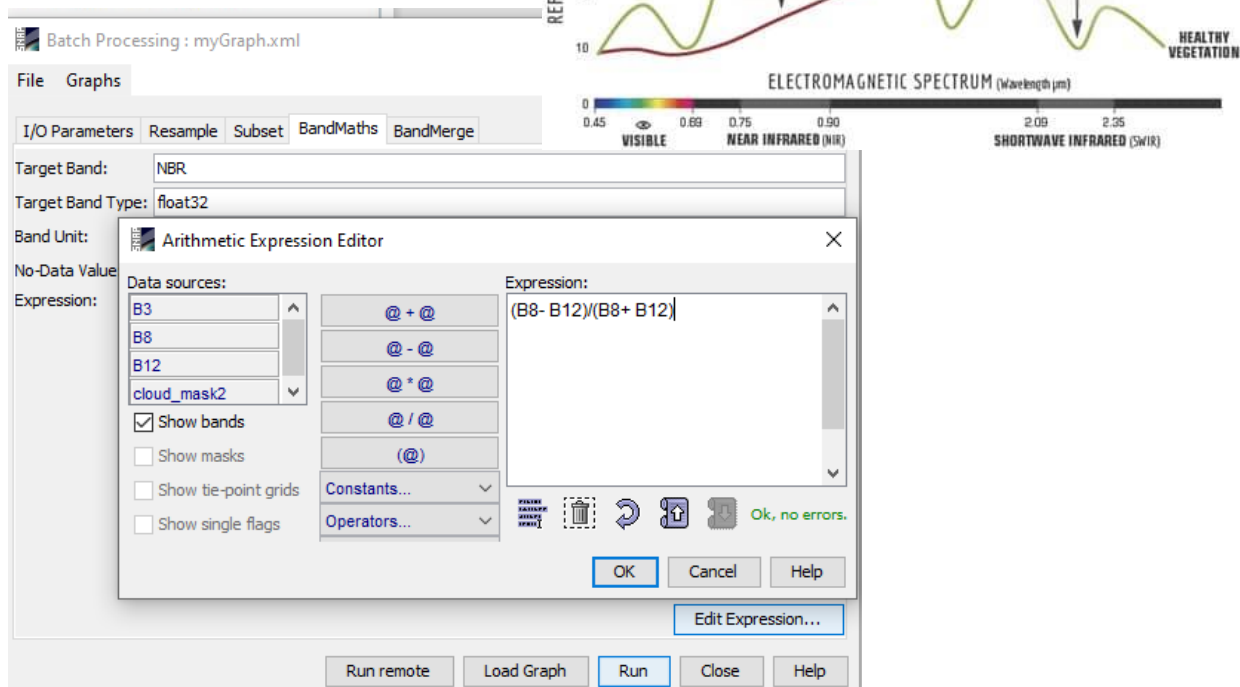 REF
10
HEALTHY
VEGETATION
ELECTROMAGNETIC SPECTRUM (Wavelength µm)
0
0.45 0.69 0.75 0.90 2.09 2.35
VISIBLE NEAR INFRARED (NIR) SHORTWAVE INFRARED (SWIR)
Batch Processing : myGraph.xml
File Graphs
I/O Parameters Resample Subset BandMaths BandMerge
Target Band: NBR
Target Band Type: float32
Band Unit:
No-Data Value
Expression:
Arithmetic Expression Editor
Data sources: Expression:
B3 @ + @ (B8- B12)/(B8+ B12)
B8 @ - @
B12 @ * @
cloud_mask2
Show bands @ / @
Show masks (@)
Show tie-point grids Constants...
Show single flags Operators... Ok, no errors.
OK Cancel Help
Edit Expression...
Run remote Load Graph Run Close Help